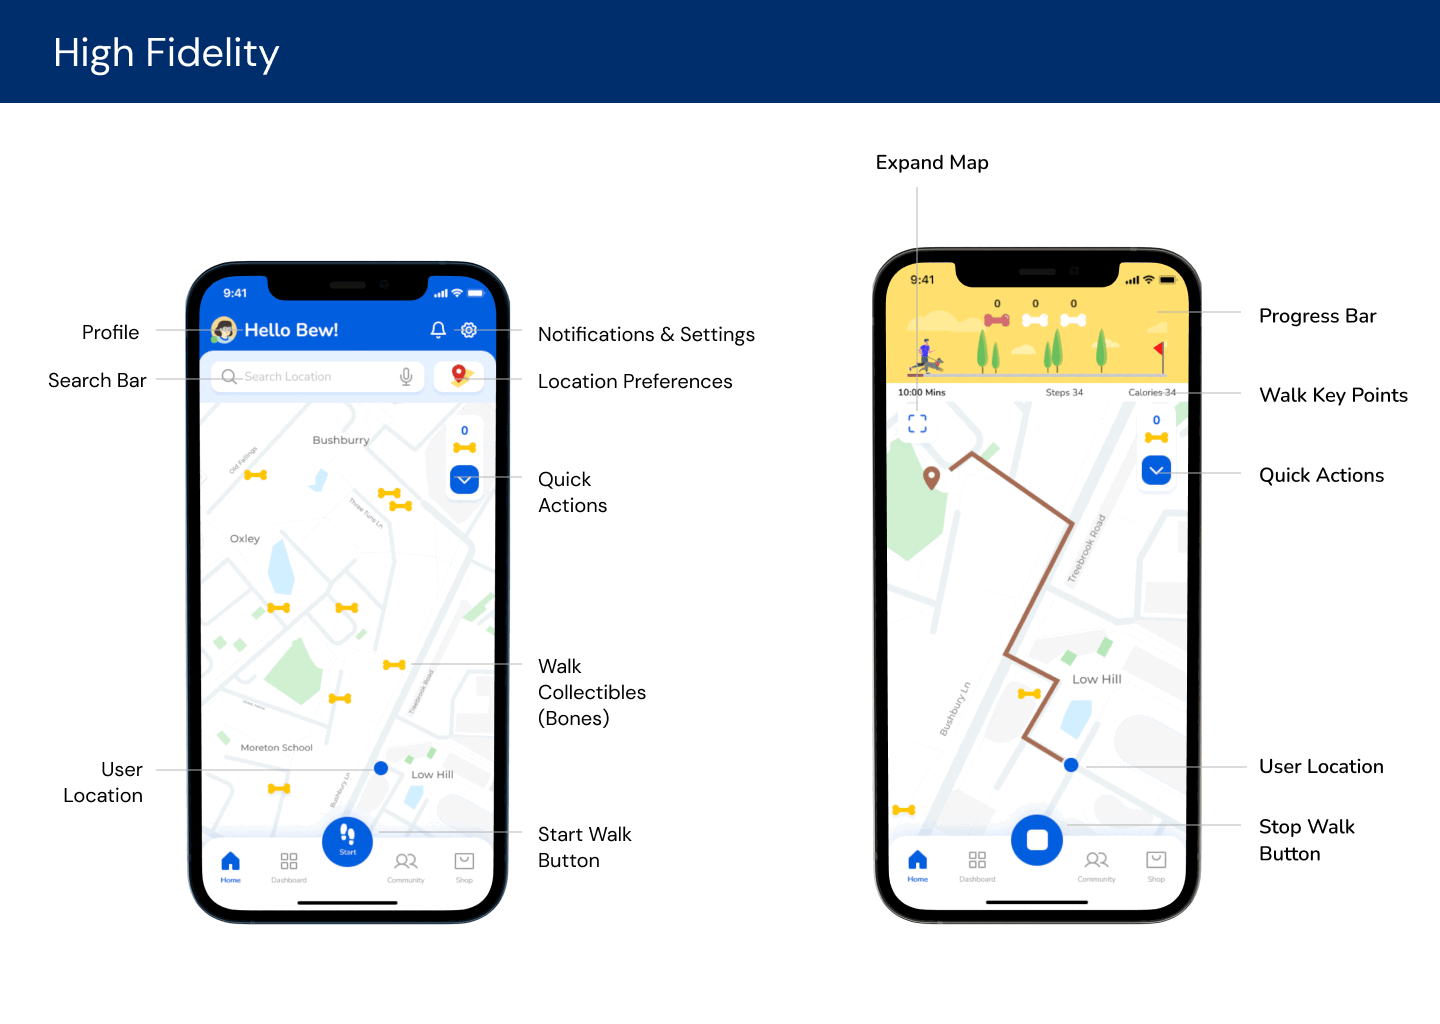 High Fidelity
Expand Map
9:41
Hello Bew!
Search Location
0
Bushburry
Old Fallings
Three Tuns Ln
Oxley
Treebrook Road
Moreton School
Low Hill
Bushbury Ln
Start
Home
Dashboard
Community
Shop
Profile
Search Bar
User
Location
Notifications & Settings
Location Preferences
Quick
Actions
Walk
Collectibles
(Bones)
Start Walk
Button
9:41
0
0
0
10:00 Mins
Steps 34
Calories 34
0
Treebrook Road
Low Hill
Bushbury Ln
Home
Dashboard
Community
Shop
Progress Bar
Walk Key Points
Quick Actions
User Location
Stop Walk
Button